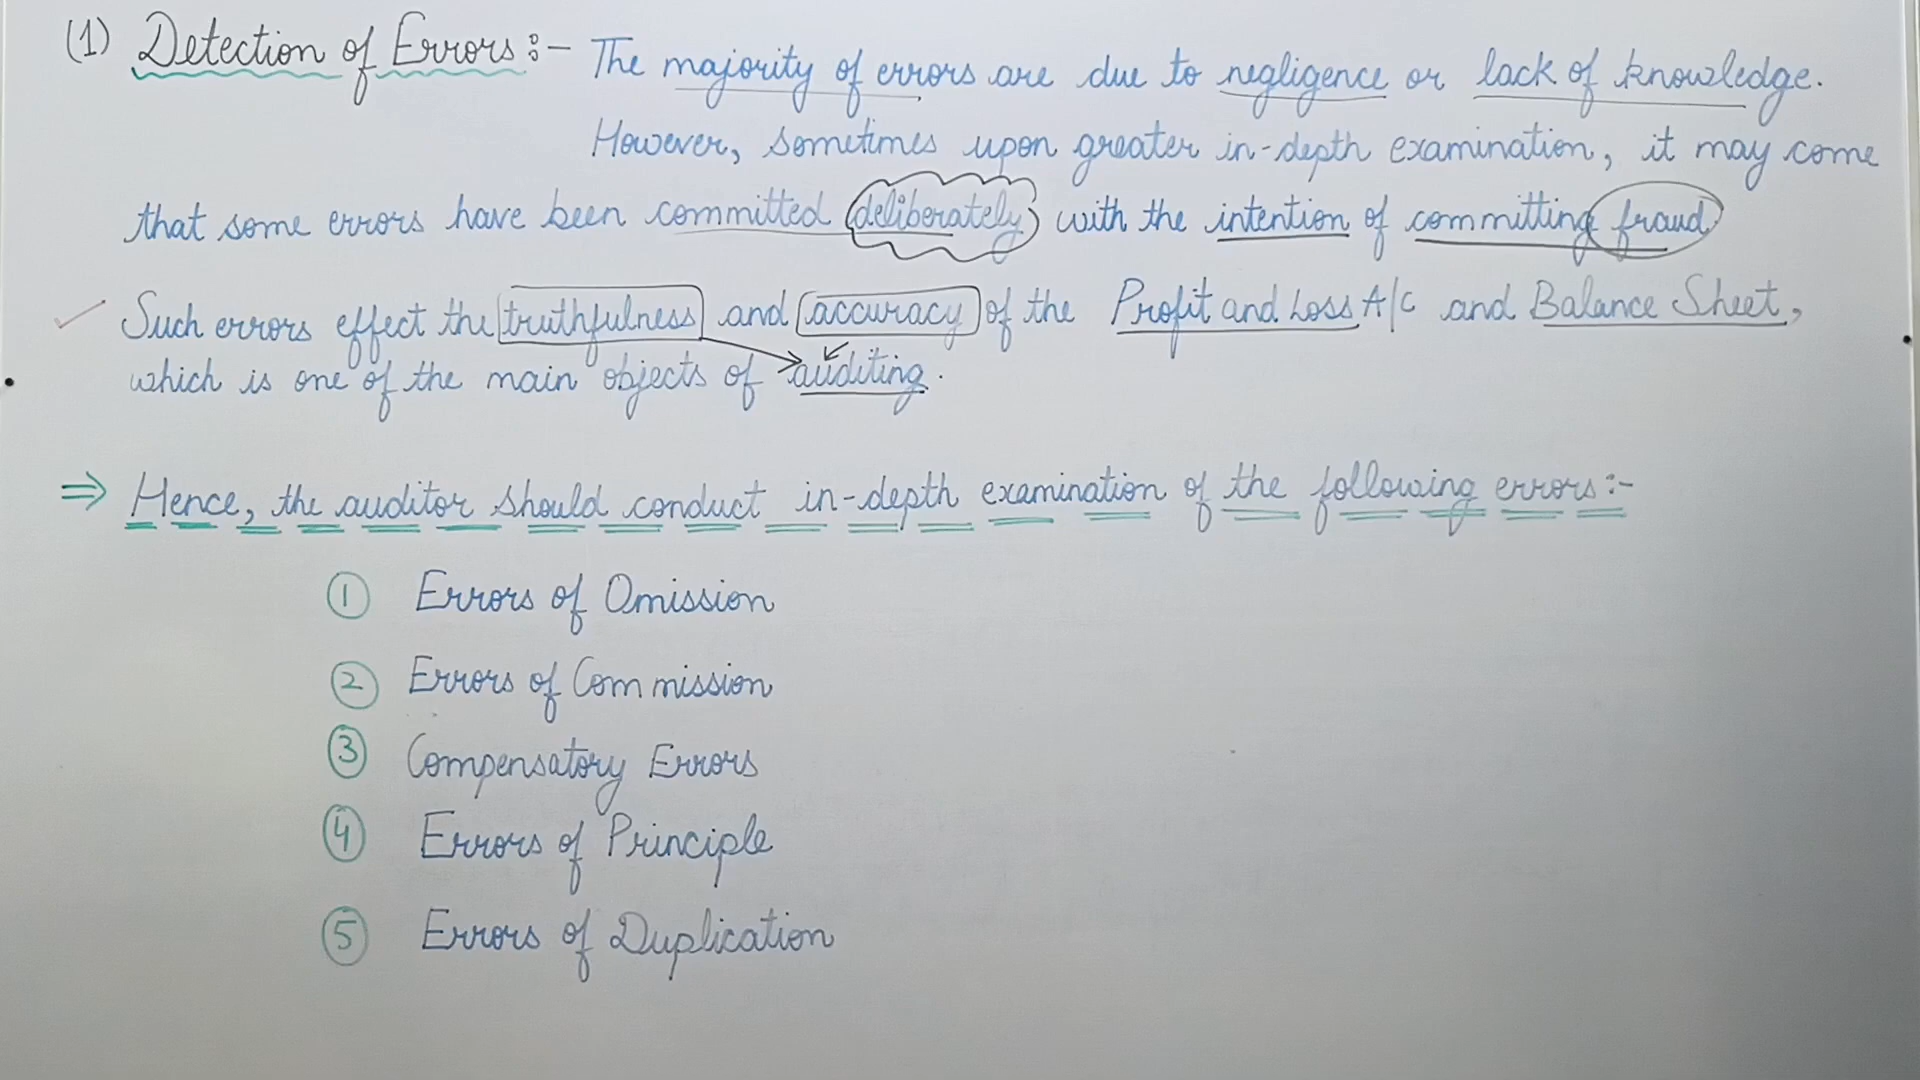 (1) Detection of Errors :- The majority of errors are due to negligence or lack of knowledge.
However, sometimes upon greater in-depth examination, it may come
that some errors have been committed deliberately with the intention of committing fraud
Such errors effect the truthfulness and accuracy of the Profit and Loss A/C and Balance Sheet,
which is one of the main objects of auditing.
⇒ Hence, the auditor should conduct in-depth examination of the following errors:-
① Errors of Omission
② Errors of Commission
③ Compensatory Errors
④ Errors of Principle
⑤ Errors of Duplication